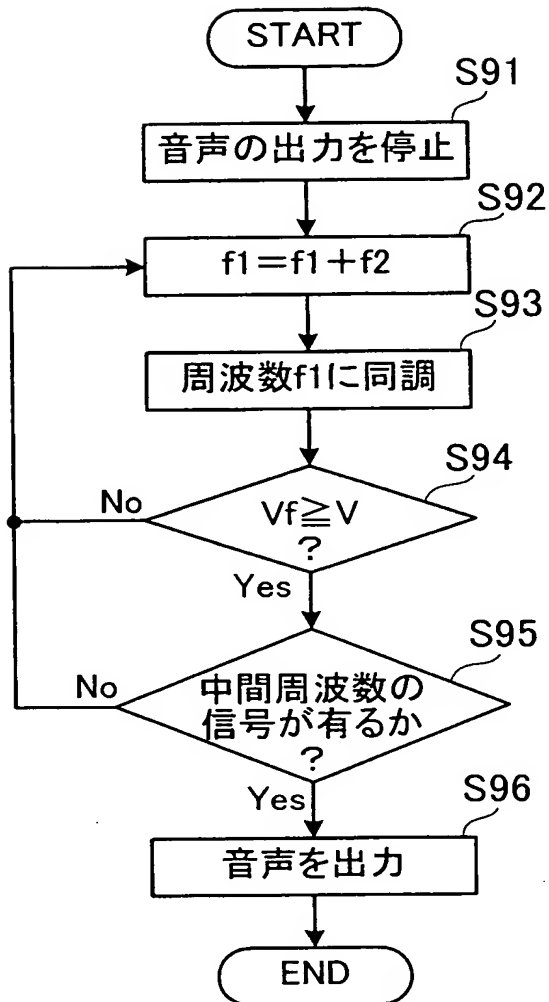 START
S91
音声の出力を停止
S92
f1=f1+f2
S93
周波数f1に同調
S94
No
Vf≧V
?
Yes
S95
No
中間周波数の
信号が有るか
?
Yes
S96
音声を出力
END